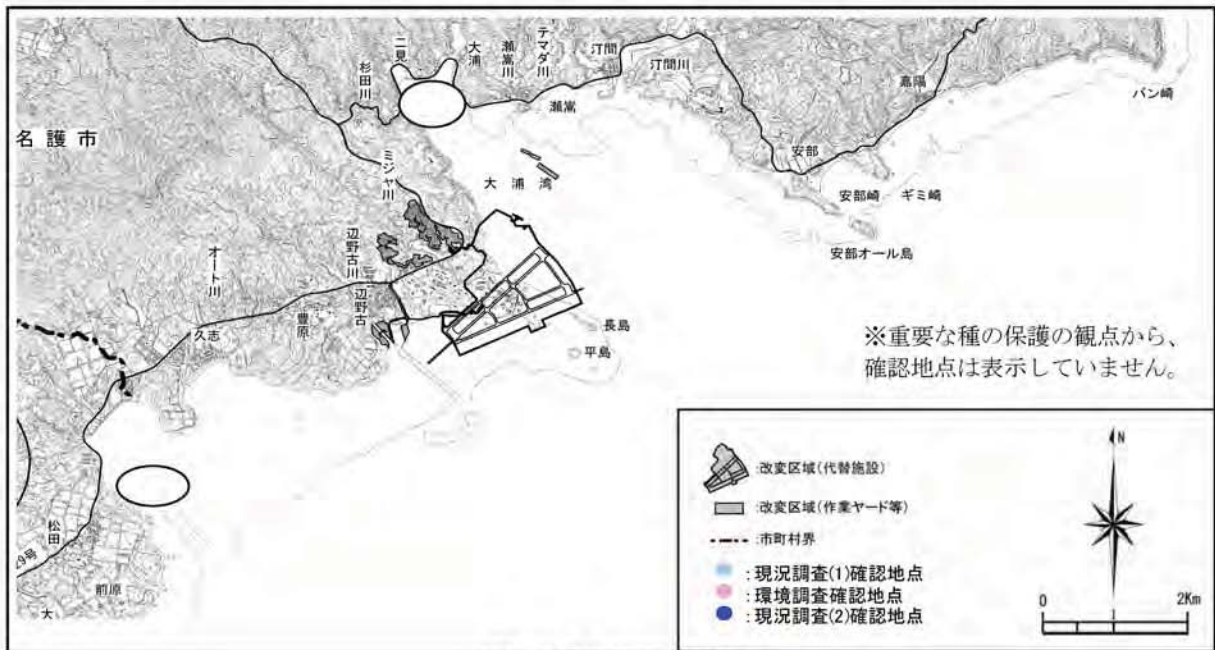 名護市
杉田川
二見
大浦
瀬嵩川
テマダ川
汀間
汀間川
瀬嵩
嘉陽
バン崎
安部
安部崎
ギミ崎
安部オール島
大浦湾
ミジャ川
辺野古川
辺野古
オート川
豊原
久志
長島
平島
松田
前原
大
※重要な種の保護の観点から、
確認地点は表示していません。
:改変区域(代替施設)
:改変区域(作業ヤード等)
:市町村界
:現況調査(1)確認地点
:環境調査確認地点
:現況調査(2)確認地点
N
0 1 2Km